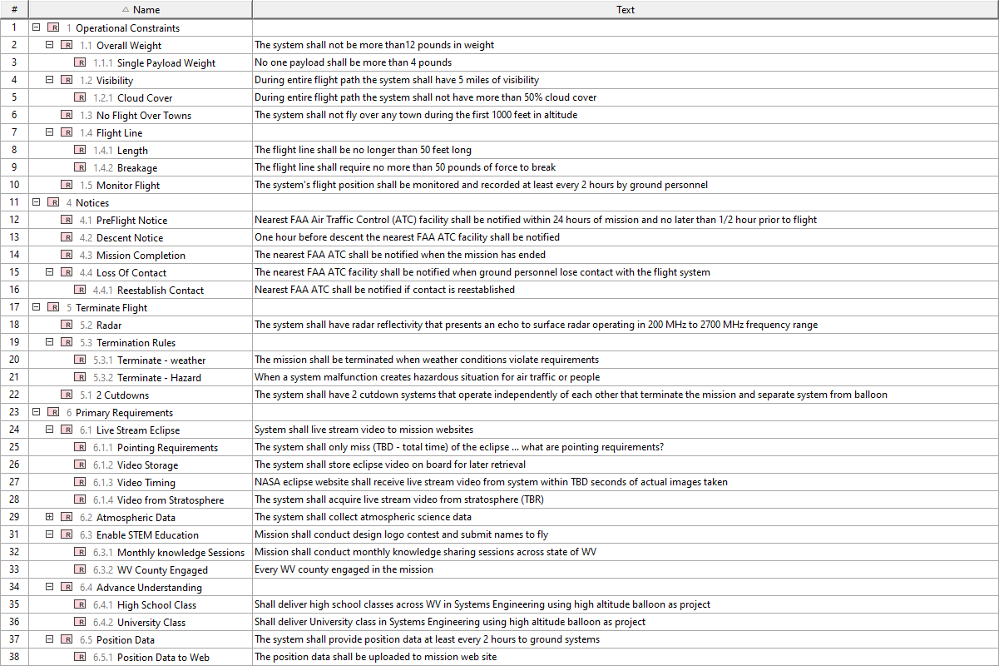 # Name Text
1 R 1 Operational Constraints
2 R 1.1 Overall Weight The system shall not be more than12 pounds in weight
3 R 1.1.1 Single Payload Weight No one payload shall be more than 4 pounds
4 R 1.2 Visibility During entire flight path the system shall have 5 miles of visibility
5 R 1.2.1 Cloud Cover During entire flight path the system shall not have more than 50% cloud cover
6 R 1.3 No Flight Over Towns The system shall not fly over any town during the first 1000 feet in altitude
7 R 1.4 Flight Line
8 R 1.4.1 Length The flight line shall be no longer than 50 feet long
9 R 1.4.2 Breakage The flight line shall require no more than 50 pounds of force to break
10 R 1.5 Monitor Flight The system's flight position shall be monitored and recorded at least every 2 hours by ground personnel
11 R 4 Notices
12 R 4.1 PreFlight Notice Nearest FAA Air Traffic Control (ATC) facility shall be notified within 24 hours of mission and no later than 1/2 hour prior to flight
13 R 4.2 Descent Notice One hour before descent the nearest FAA ATC facility shall be notified
14 R 4.3 Mission Completion The nearest FAA ATC shall be notified when the mission has ended
15 R 4.4 Loss Of Contact The nearest FAA ATC facility shall be notified when ground personnel lose contact with the flight system
16 R 4.4.1 Reestablish Contact Nearest FAA ATC shall be notified if contact is reestablished
17 R 5 Terminate Flight
18 R 5.2 Radar The system shall have radar reflectivity that presents an echo to surface radar operating in 200 MHz to 2700 MHz frequency range
19 R 5.3 Termination Rules
20 R 5.3.1 Terminate - weather The mission shall be terminated when weather conditions violate requirements
21 R 5.3.2 Terminate - Hazard When a system malfunction creates hazardous situation for air traffic or people
22 R 5.1 2 Cutdowns The system shall have 2 cutdown systems that operate independently of each other that terminate the mission and separate system from balloon
23 R 6 Primary Requirements
24 R 6.1 Live Stream Eclipse System shall live stream video to mission websites
25 R 6.1.1 Pointing Requirements The system shall only miss (TBD - total time) of the eclipse ... what are pointing requirements?
26 R 6.1.2 Video Storage The system shall store eclipse video on board for later retrieval
27 R 6.1.3 Video Timing NASA eclipse website shall receive live stream video from system within TBD seconds of actual images taken
28 R 6.1.4 Video from Stratosphere The system shall acquire live stream video from stratosphere (TBR)
29 R 6.2 Atmospheric Data The system shall collect atmospheric science data
31 R 6.3 Enable STEM Education Mission shall conduct design logo contest and submit names to fly
32 R 6.3.1 Monthly knowledge Sessions Mission shall conduct monthly knowledge sharing sessions across state of WV
33 R 6.3.2 WV County Engaged Every WV county engaged in the mission
34 R 6.4 Advance Understanding
35 R 6.4.1 High School Class Shall deliver high school classes across WV in Systems Engineering using high altitude balloon as project
36 R 6.4.2 University Class Shall deliver University class in Systems Engineering using high altitude balloon as project
37 R 6.5 Position Data The system shall provide position data at least every 2 hours to ground systems
38 R 6.5.1 Position Data to Web The position data shall be uploaded to mission web site